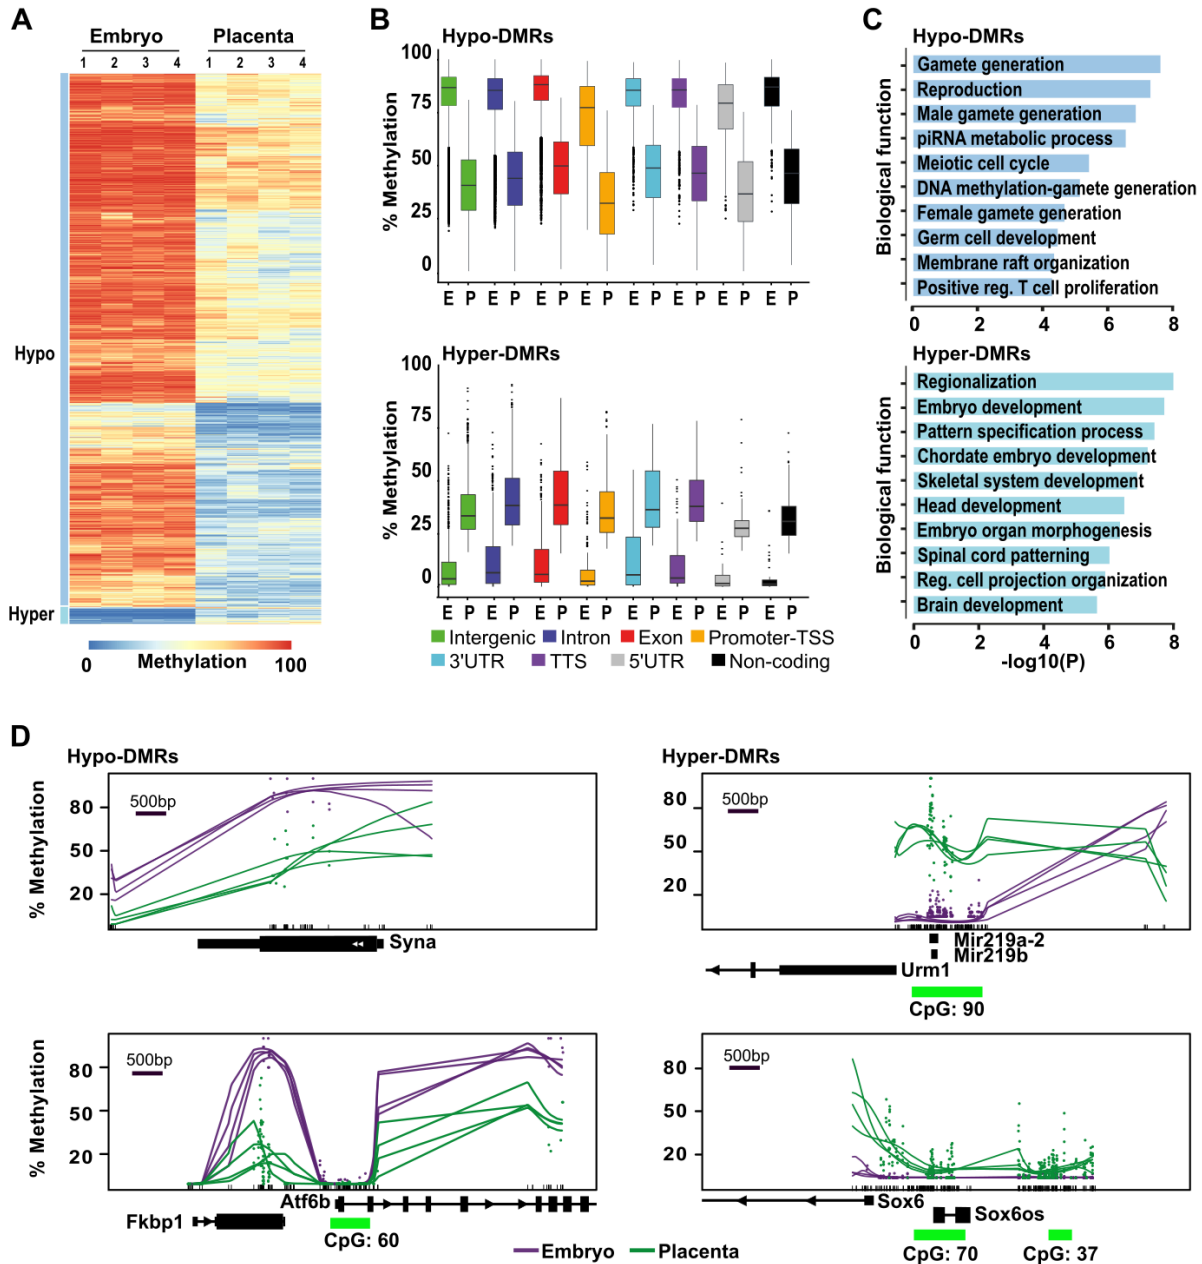 A
Embryo Placenta
1 2 3 4 1 2 3 4
Hypo
Hyper
0 Methylation 100
B
Hypo-DMRs
% Methylation
100
75
50
25
0
E P E P E P E P E P E P E P E P
Hyper-DMRs
% Methylation
100
75
50
25
0
E P E P E P E P E P E P E P E P
Intergenic Intron Exon Promoter-TSS
3'UTR TTS 5'UTR Non-coding
C
Hypo-DMRs
Biological function
Gamete generation
Reproduction
Male gamete generation
piRNA metabolic process
Meiotic cell cycle
DNA methylation-gamete generation
Female gamete generation
Germ cell development
Membrane raft organization
Positive reg. T cell proliferation
0 2 4 6 8
Hyper-DMRs
Biological function
Regionalization
Embryo development
Pattern specification process
Chordate embryo development
Skeletal system development
Head development
Embryo organ morphogenesis
Spinal cord patterning
Reg. cell projection organization
Brain development
0 2 4 6 8
-log10(P)
D
Hypo-DMRs
% Methylation
80
50
20
500bp
Syna
Hyper-DMRs
80
50
20
500bp
Mir219a-2
Mir219b
Urm1
CpG: 90
% Methylation
80
50
20
500bp
Atf6b
Fkbp1
CpG: 60
80
50
20
500bp
Sox6
Sox6os
CpG: 70 CpG: 37
Embryo Placenta